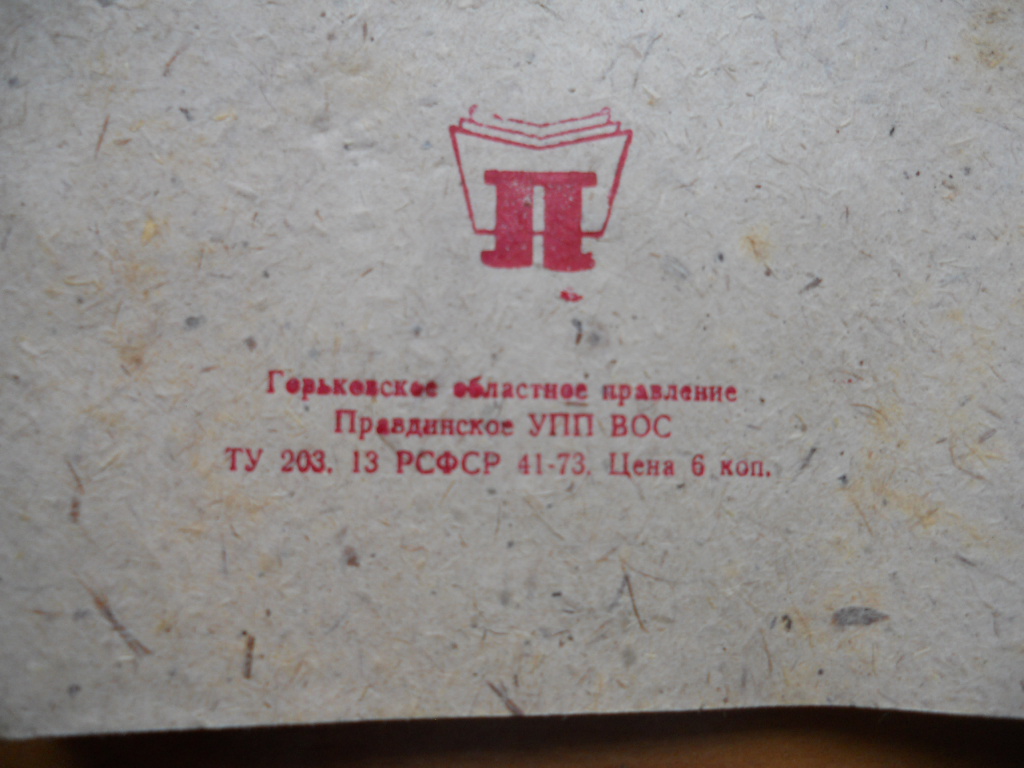 П
Горьковское областное правление
Правдинское УПП ВОС
ТУ 203. 13 РСФСР 41-73. Цена 6 коп.